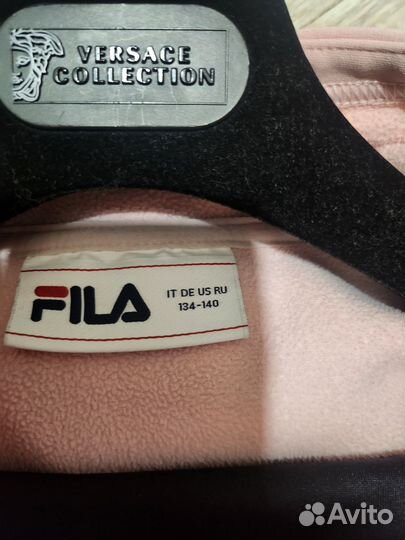 VERSACE
COLLECTION
FILA
IT DE US RU
134-140
Avito